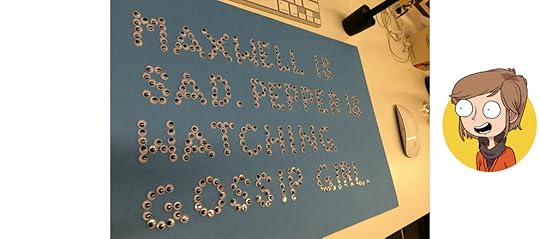 MAXWELL IS
SAD. PEPPER IS
WATCHING
GOSSIP GIRL.